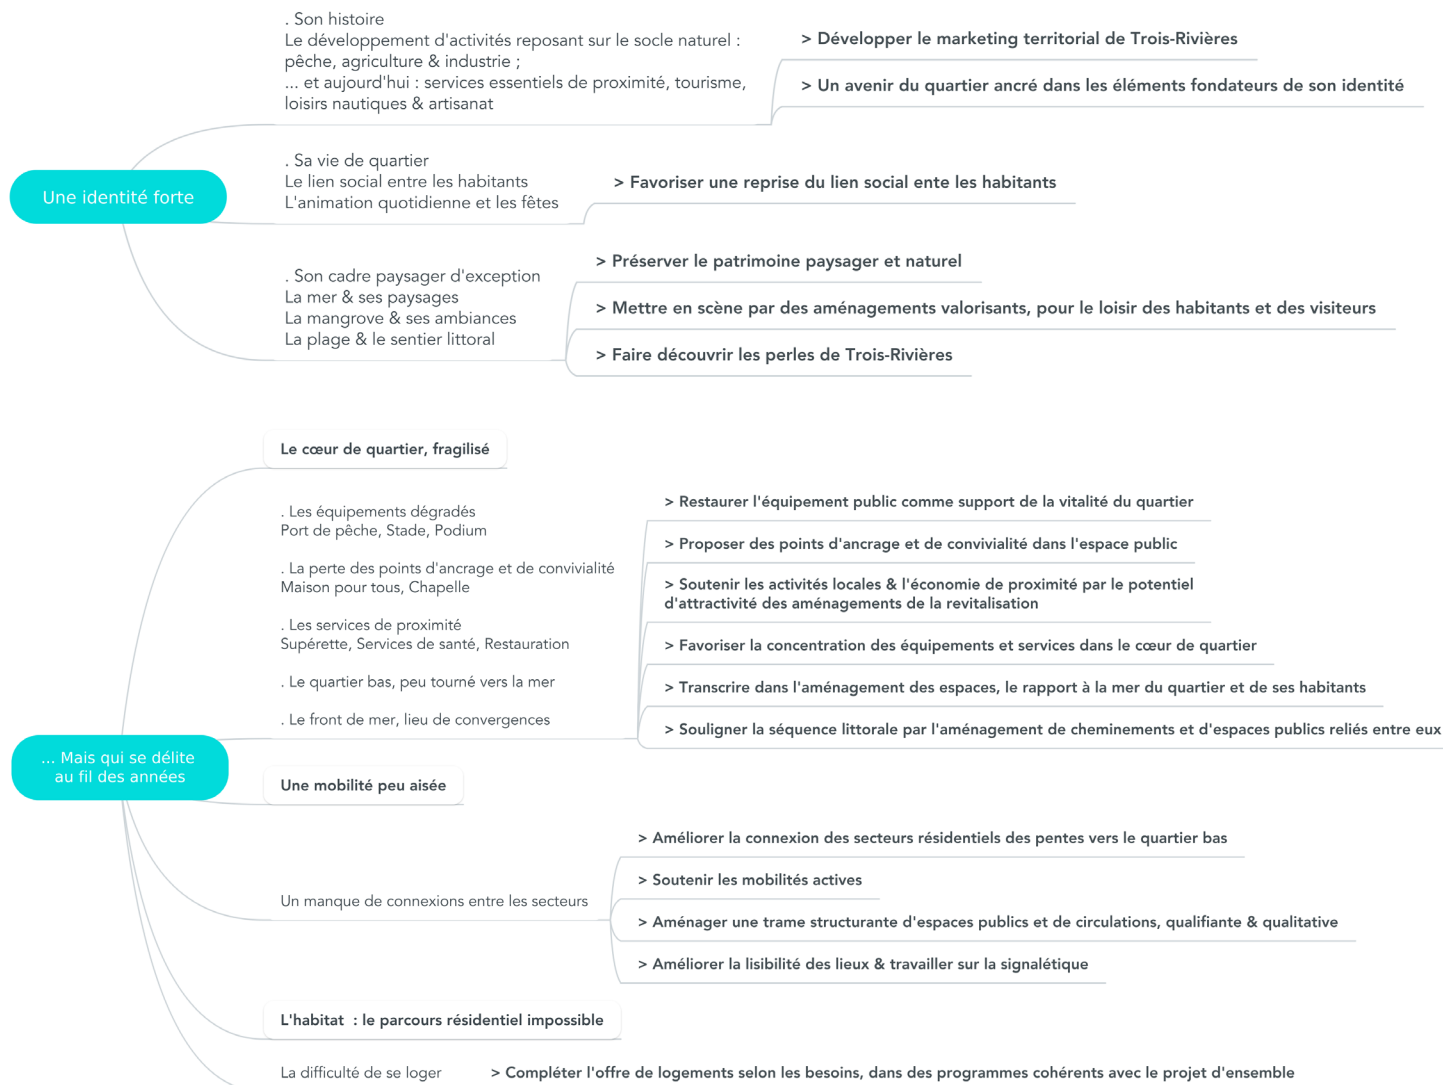 . Son histoire
Le développement d'activités reposant sur le socle naturel :
pêche, agriculture & industrie ;
... et aujourd'hui : services essentiels de proximité, tourisme,
loisirs nautiques & artisanat
> Développer le marketing territorial de Trois-Rivières
> Un avenir du quartier ancré dans les éléments fondateurs de son identité
Une identité forte
. Sa vie de quartier
Le lien social entre les habitants
L'animation quotidienne et les fêtes
> Favoriser une reprise du lien social ente les habitants
. Son cadre paysager d'exception
La mer & ses paysages
La mangrove & ses ambiances
La plage & le sentier littoral
> Préserver le patrimoine paysager et naturel
> Mettre en scène par des aménagements valorisants, pour le loisir des habitants et des visiteurs
> Faire découvrir les perles de Trois-Rivières
Le cœur de quartier, fragilisé
. Les équipements dégradés
Port de pêche, Stade, Podium
. La perte des points d'ancrage et de convivialité
Maison pour tous, Chapelle
. Les services de proximité
Supérette, Services de santé, Restauration
. Le quartier bas, peu tourné vers la mer
. Le front de mer, lieu de convergences
> Restaurer l'équipement public comme support de la vitalité du quartier
> Proposer des points d'ancrage et de convivialité dans l'espace public
> Soutenir les activités locales & l'économie de proximité par le potentiel
d'attractivité des aménagements de la revitalisation
> Favoriser la concentration des équipements et services dans le cœur de quartier
> Transcrire dans l'aménagement des espaces, le rapport à la mer du quartier et de ses habitants
> Souligner la séquence littorale par l'aménagement de cheminements et d'espaces publics reliés entre eux
... Mais qui se délite
au fil des années
Une mobilité peu aisée
Un manque de connexions entre les secteurs
> Améliorer la connexion des secteurs résidentiels des pentes vers le quartier bas
> Soutenir les mobilités actives
> Aménager une trame structurante d'espaces publics et de circulations, qualifiante & qualitative
> Améliorer la lisibilité des lieux & travailler sur la signalétique
L'habitat : le parcours résidentiel impossible
La difficulté de se loger
> Compléter l'offre de logements selon les besoins, dans des programmes cohérents avec le projet d'ensemble